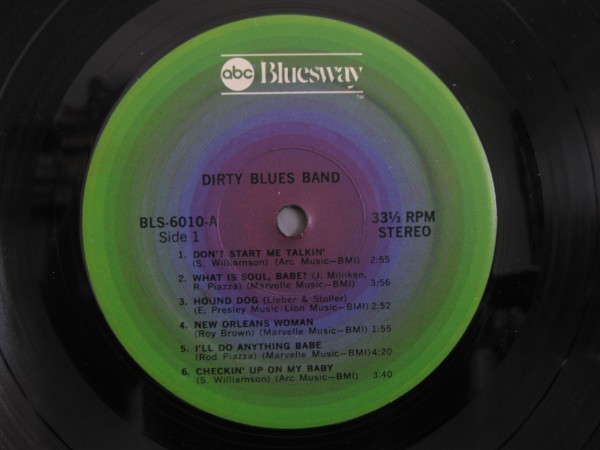 abc Bluesway
TM
DIRTY BLUES BAND
BLS-6010-A
Side 1
33⅓ RPM
STEREO
1. DON'T START ME TALKIN'
(S. Williamson) (Arc Music—BMI) 2:55
2. WHAT IS SOUL, BABE? (J. Milliken,
R. Piazza) (Marvelle Music—BMI) 3:56
3. HOUND DOG (Lieber & Stoller)
(E. Presley Music-Lion Music—BMI) 2:52
4. NEW ORLEANS WOMAN
(Roy Brown) (Marvelle Music—BMI) 1:55
5. I'LL DO ANYTHING BABE
(Rod Piazza) (Marvelle Music—BMI) 4:20
6. CHECKIN' UP ON MY BABY
(S. Williamson) (Arc Music—BMI) 3:40